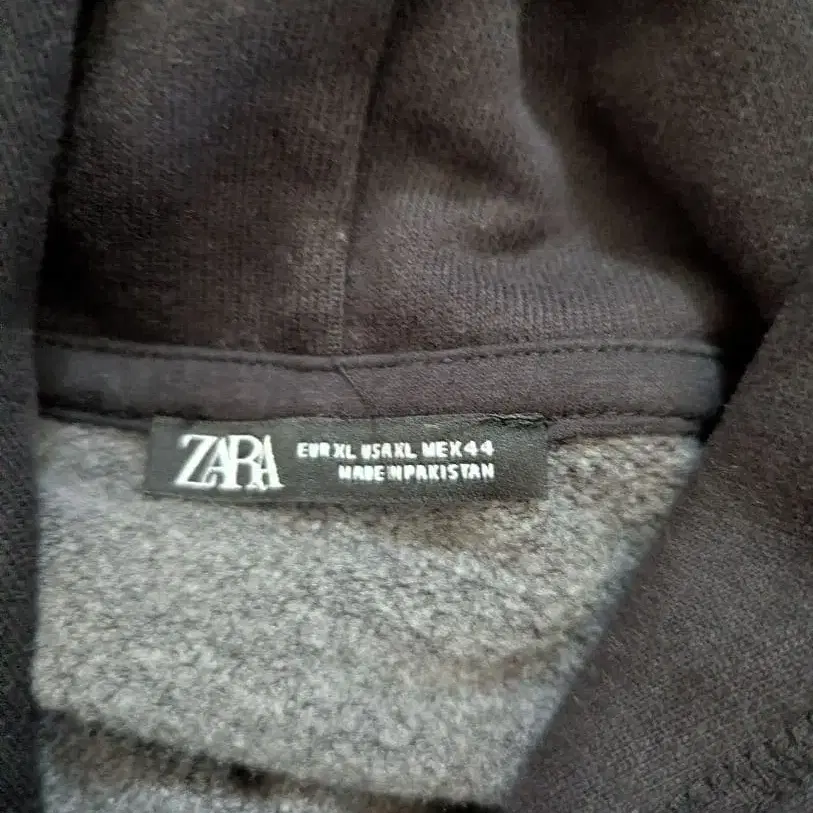 ZARA
EUR XL USA XL MEX 44
MADE IN PAKISTAN